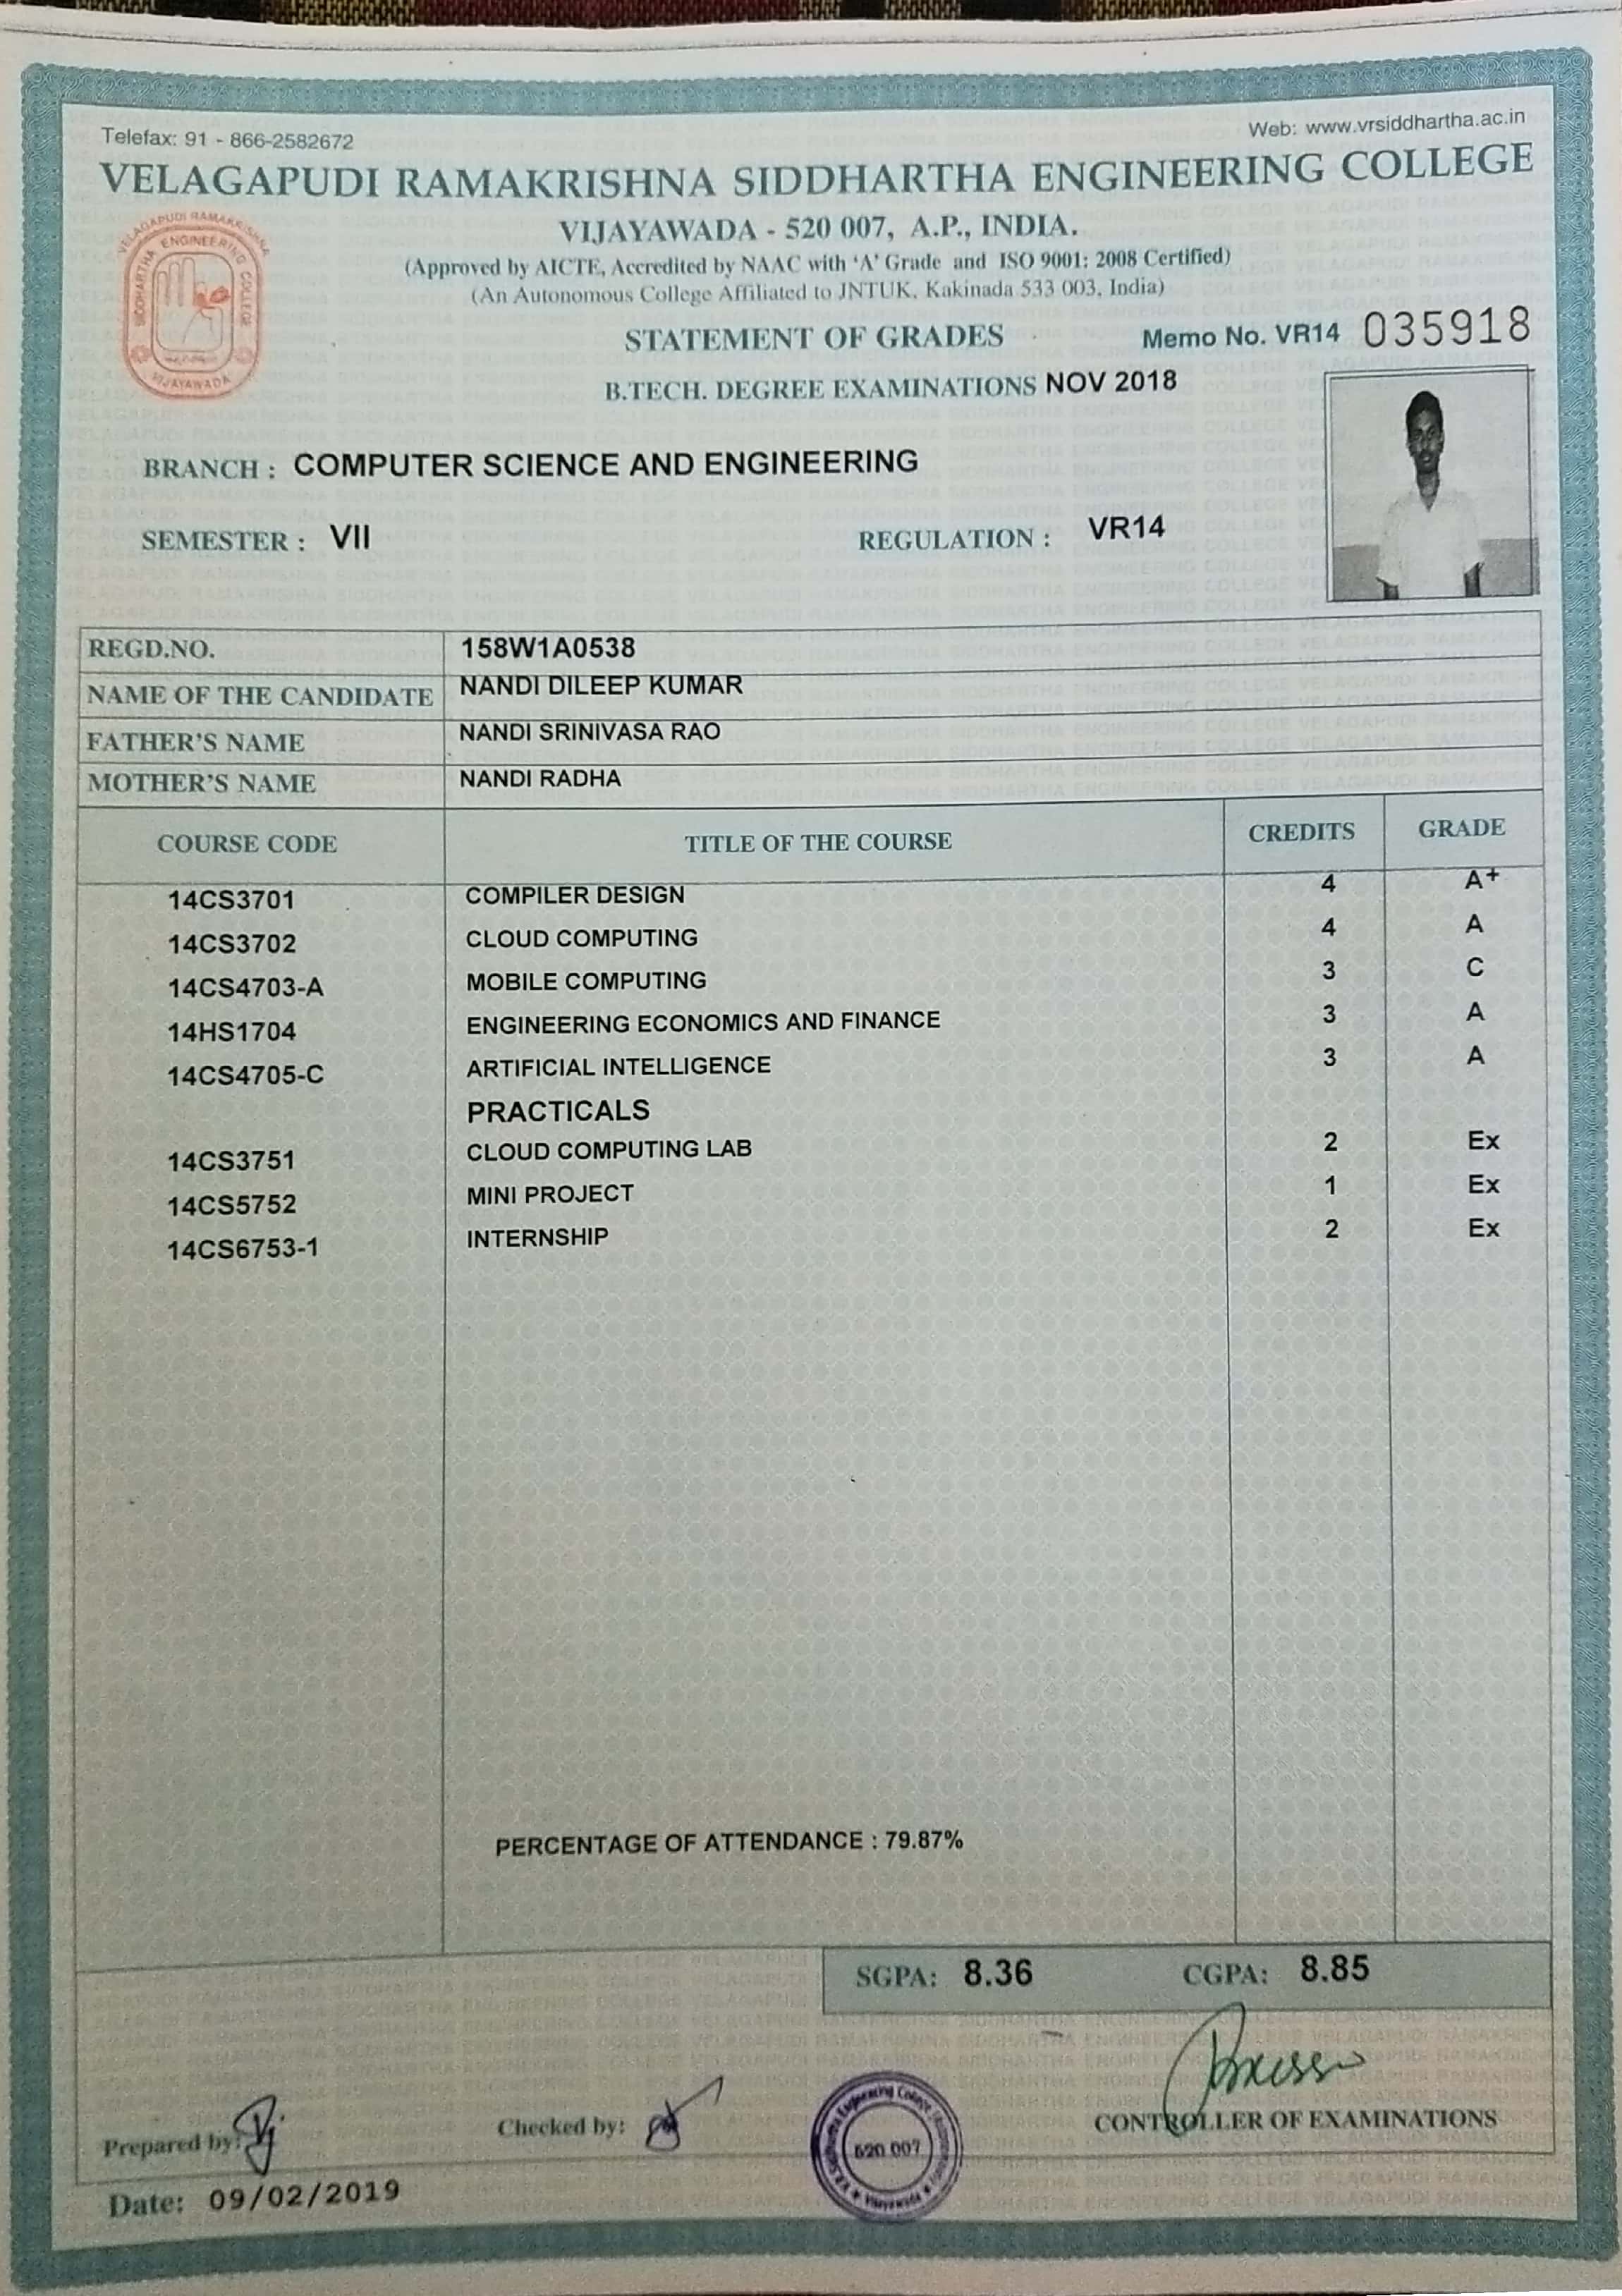 Telefax: 91 - 866-2582672
Web: www.vrsiddhartha.ac.in
VELAGAPUDI RAMAKRISHNA SIDDHARTHA ENGINEERING COLLEGE
VIJAYAWADA - 520 007, A.P., INDIA.
(Approved by AICTE, Accredited by NAAC with 'A' Grade and ISO 9001: 2008 Certified)
(An Autonomous College Affiliated to JNTUK, Kakinada 533 003, India)
VELAGAPUDI RAMAKRISHNA
SIDDHARTHA ENGINEERING COLLEGE
VIJAYAWADA
STATEMENT OF GRADES
Memo No. VR14 035918
B.TECH. DEGREE EXAMINATIONS NOV 2018
BRANCH : COMPUTER SCIENCE AND ENGINEERING
SEMESTER : VII REGULATION : VR14
REGD.NO. 158W1A0538
NAME OF THE CANDIDATE NANDI DILEEP KUMAR
FATHER'S NAME NANDI SRINIVASA RAO
MOTHER'S NAME NANDI RADHA
COURSE CODE TITLE OF THE COURSE CREDITS GRADE
14CS3701 COMPILER DESIGN 4 A+
14CS3702 CLOUD COMPUTING 4 A
14CS4703-A MOBILE COMPUTING 3 C
14HS1704 ENGINEERING ECONOMICS AND FINANCE 3 A
14CS4705-C ARTIFICIAL INTELLIGENCE 3 A
PRACTICALS
14CS3751 CLOUD COMPUTING LAB 2 Ex
14CS5752 MINI PROJECT 1 Ex
14CS6753-1 INTERNSHIP 2 Ex
PERCENTAGE OF ATTENDANCE : 79.87%
SGPA: 8.36 CGPA: 8.85
Prepared by:
Checked by:
520 007
CONTROLLER OF EXAMINATIONS
Date: 09/02/2019